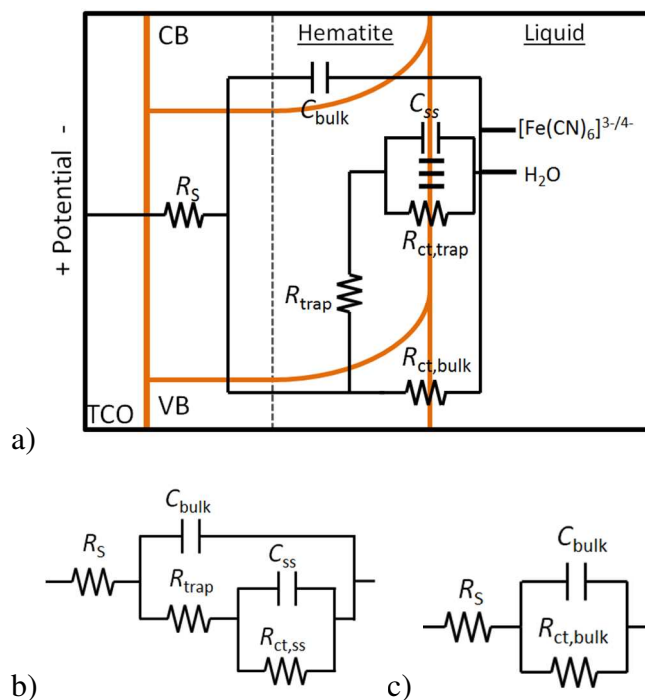 CB
Hematite
Liquid
C_bulk
C_ss
[Fe(CN)6]3-/4-
H2O
R_S
+ Potential -
R_ct,trap
R_trap
R_ct,bulk
TCO
VB
a)
C_bulk
R_S
C_ss
R_trap
R_ct,ss
b)
C_bulk
R_S
R_ct,bulk
c)